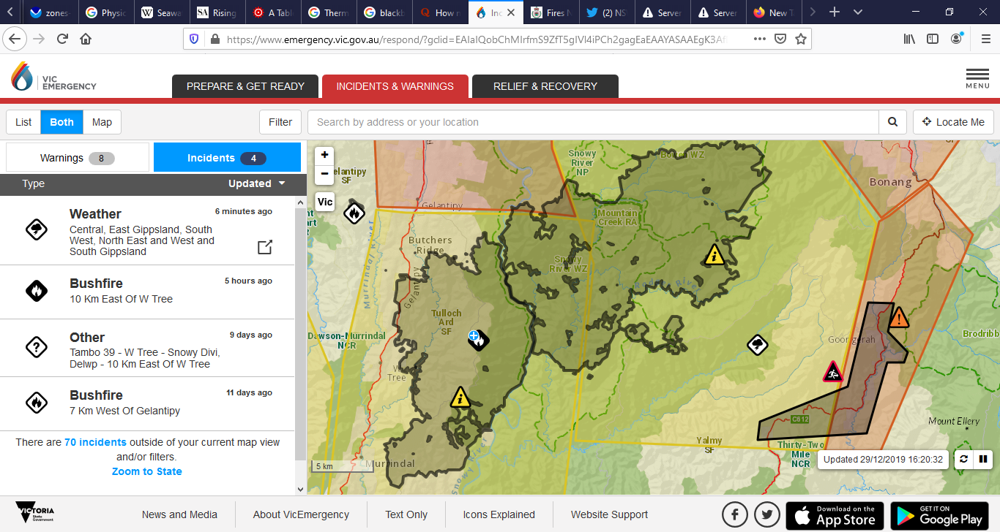 zones-
Physic
Seawa
Rising
A Tabl
Therm
blackb
How r
Inc
Fires N
(2) NS
Server
Server
New T
https://www.emergency.vic.gov.au/respond/?gclid=EAIaIQobChMIrfmS9ZfT5gIVl4iPCh2gagEaEAAYASAAEgK3A
VIC
EMERGENCY
PREPARE & GET READY
INCIDENTS & WARNINGS
RELIEF & RECOVERY
MENU
List
Both
Map
Filter
Search by address or your location
Locate Me
Warnings 8
Incidents 4
Type
Updated
Weather
6 minutes ago
Central, East Gippsland, South
West, North East and West and
South Gippsland
Bushfire
5 hours ago
10 Km East Of W Tree
Other
9 days ago
Tambo 39 - W Tree - Snowy Divi,
Delwp - 10 Km East Of W Tree
Bushfire
11 days ago
7 Km West Of Gelantipy
There are 70 incidents outside of your current map view
and/or filters.
Zoom to State
+
−
Vic
elantipy
SF
Snowy
River
NP
WZ
Bonang
Gelantipy
Mountain
Creek RA
Butchers
Ridge
Murrindal River
Gelantipy
Snowy
River WZ
Rodger River
Tulloch
Ard
SF
Dawson-Murrindal
NCR
Goongerah
Brodribb
W
Tree
C612
Mount Ellery
Yalmy
SF
Thirty-Two
Mile
NCR
Murrindal
Snowy River
5 km
Updated 29/12/2019 16:20:32
VICTORIA
State
Government
News and Media
About VicEmergency
Text Only
Icons Explained
Website Support
Download on the
App Store
GET IT ON
Google Play